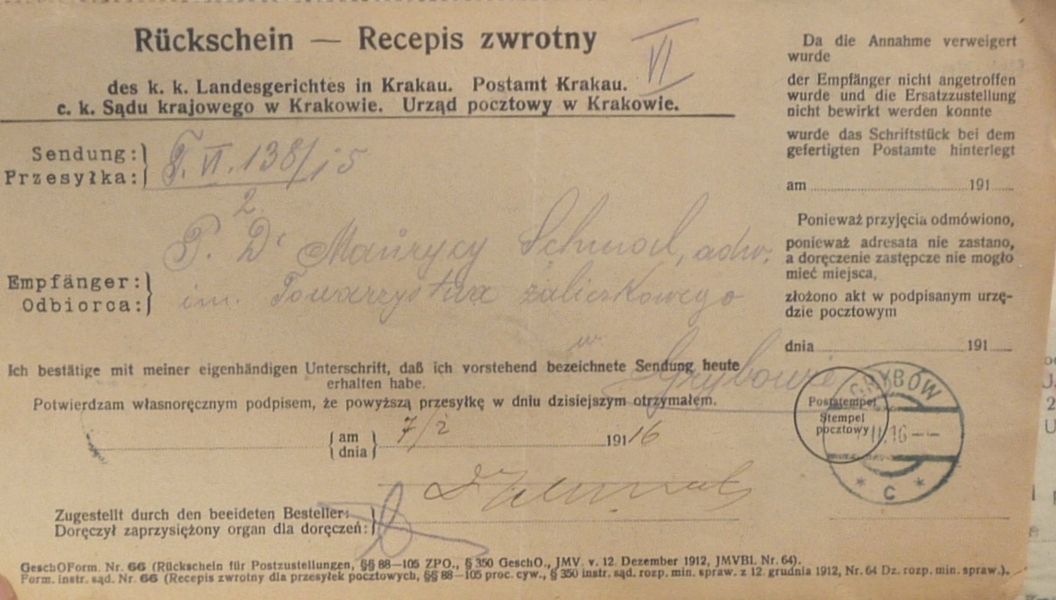 Rückschein — Recepis zwrotny VI
des k. k. Landesgerichtes in Krakau. Postamt Krakau.
c. k. Sądu krajowego w Krakowie. Urząd pocztowy w Krakowie.
Sendung:
Przesyłka:
VI. 138/15
2
P. Dr Maurycy adw.
im. Towarzystwa zaliczkowego
Empfänger:
Odbiorca:
w
Grybowie
Ich bestätige mit meiner eigenhändigen Unterschrift, daß ich vorstehend bezeichnete Sendung heute
erhalten habe.
Potwierdzam własnoręcznym podpisem, że powyższą przesyłkę w dniu dzisiejszym otrzymałem.
am
dnia
7/2 191 16
Zugestellt durch den beeideten Besteller:
Doręczył zaprzysiężony organ dla doręczeń:
GeschOForm. Nr. 66 (Rückschein für Postzustellungen, §§ 88—105 ZPO., § 350 GeschO., JMV. v. 12. Dezember 1912, JMVBl. Nr. 64).
Form. instr. sąd. Nr. 66 (Recepis zwrotny dla przesyłek pocztowych, §§ 88—105 proc. cyw., § 350 instr. sąd. rozp. min. spraw. z 12. grudnia 1912, Nr. 64 Dz. rozp. min. spraw.).
Da die Annahme verweigert
wurde
der Empfänger nicht angetroffen
wurde und die Ersatzzustellung
nicht bewirkt werden konnte
wurde das Schriftstück bei dem
gefertigten Postamte hinterlegt
am 191
Ponieważ przyjęcia odmówiono,
ponieważ adresata nie zastano,
a doręczenie zastępcze nie mogło
mieć miejsca,
złożono akt w podpisanym urzę-
dzie pocztowym
dnia 191
Poststempel
Stempel
pocztowy
GRYBÓW
II.16
* C *